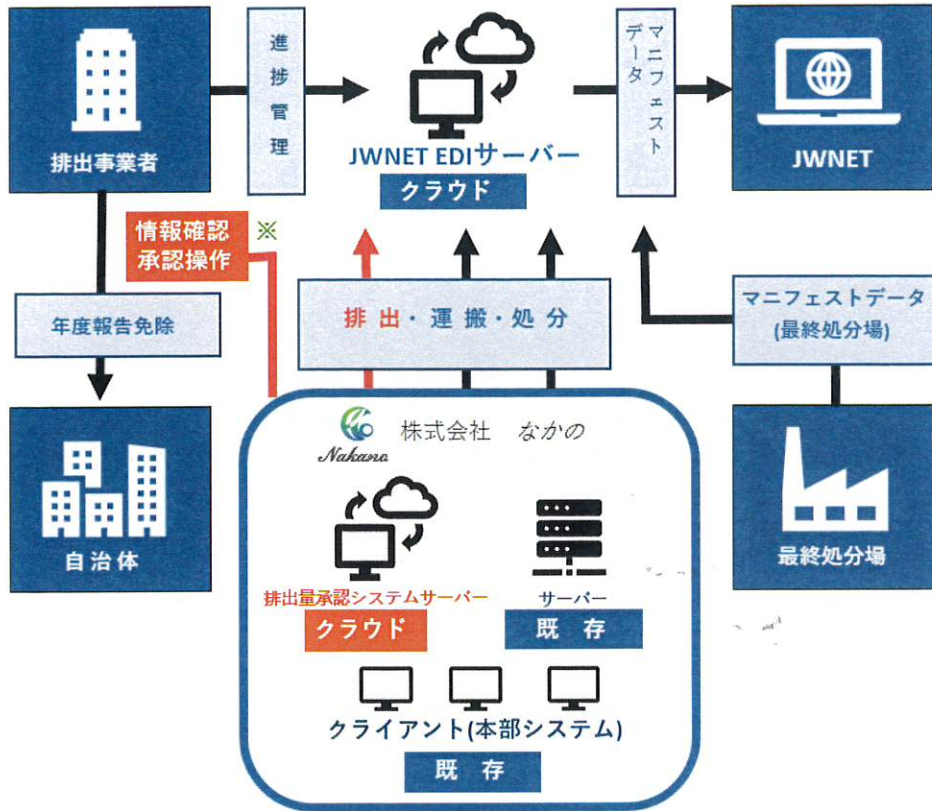 排出事業者
進捗管理
JWNET EDIサーバー
クラウド
マニフェスト
データ
JWNET
情報確認
承認操作
※
年度報告免除
排出・運搬・処分
マニフェストデータ
(最終処分場)
自治体
Nakano
株式会社 なかの
排出量承認システムサーバー
クラウド
サーバー
既存
クライアント(本部システム)
既存
最終処分場